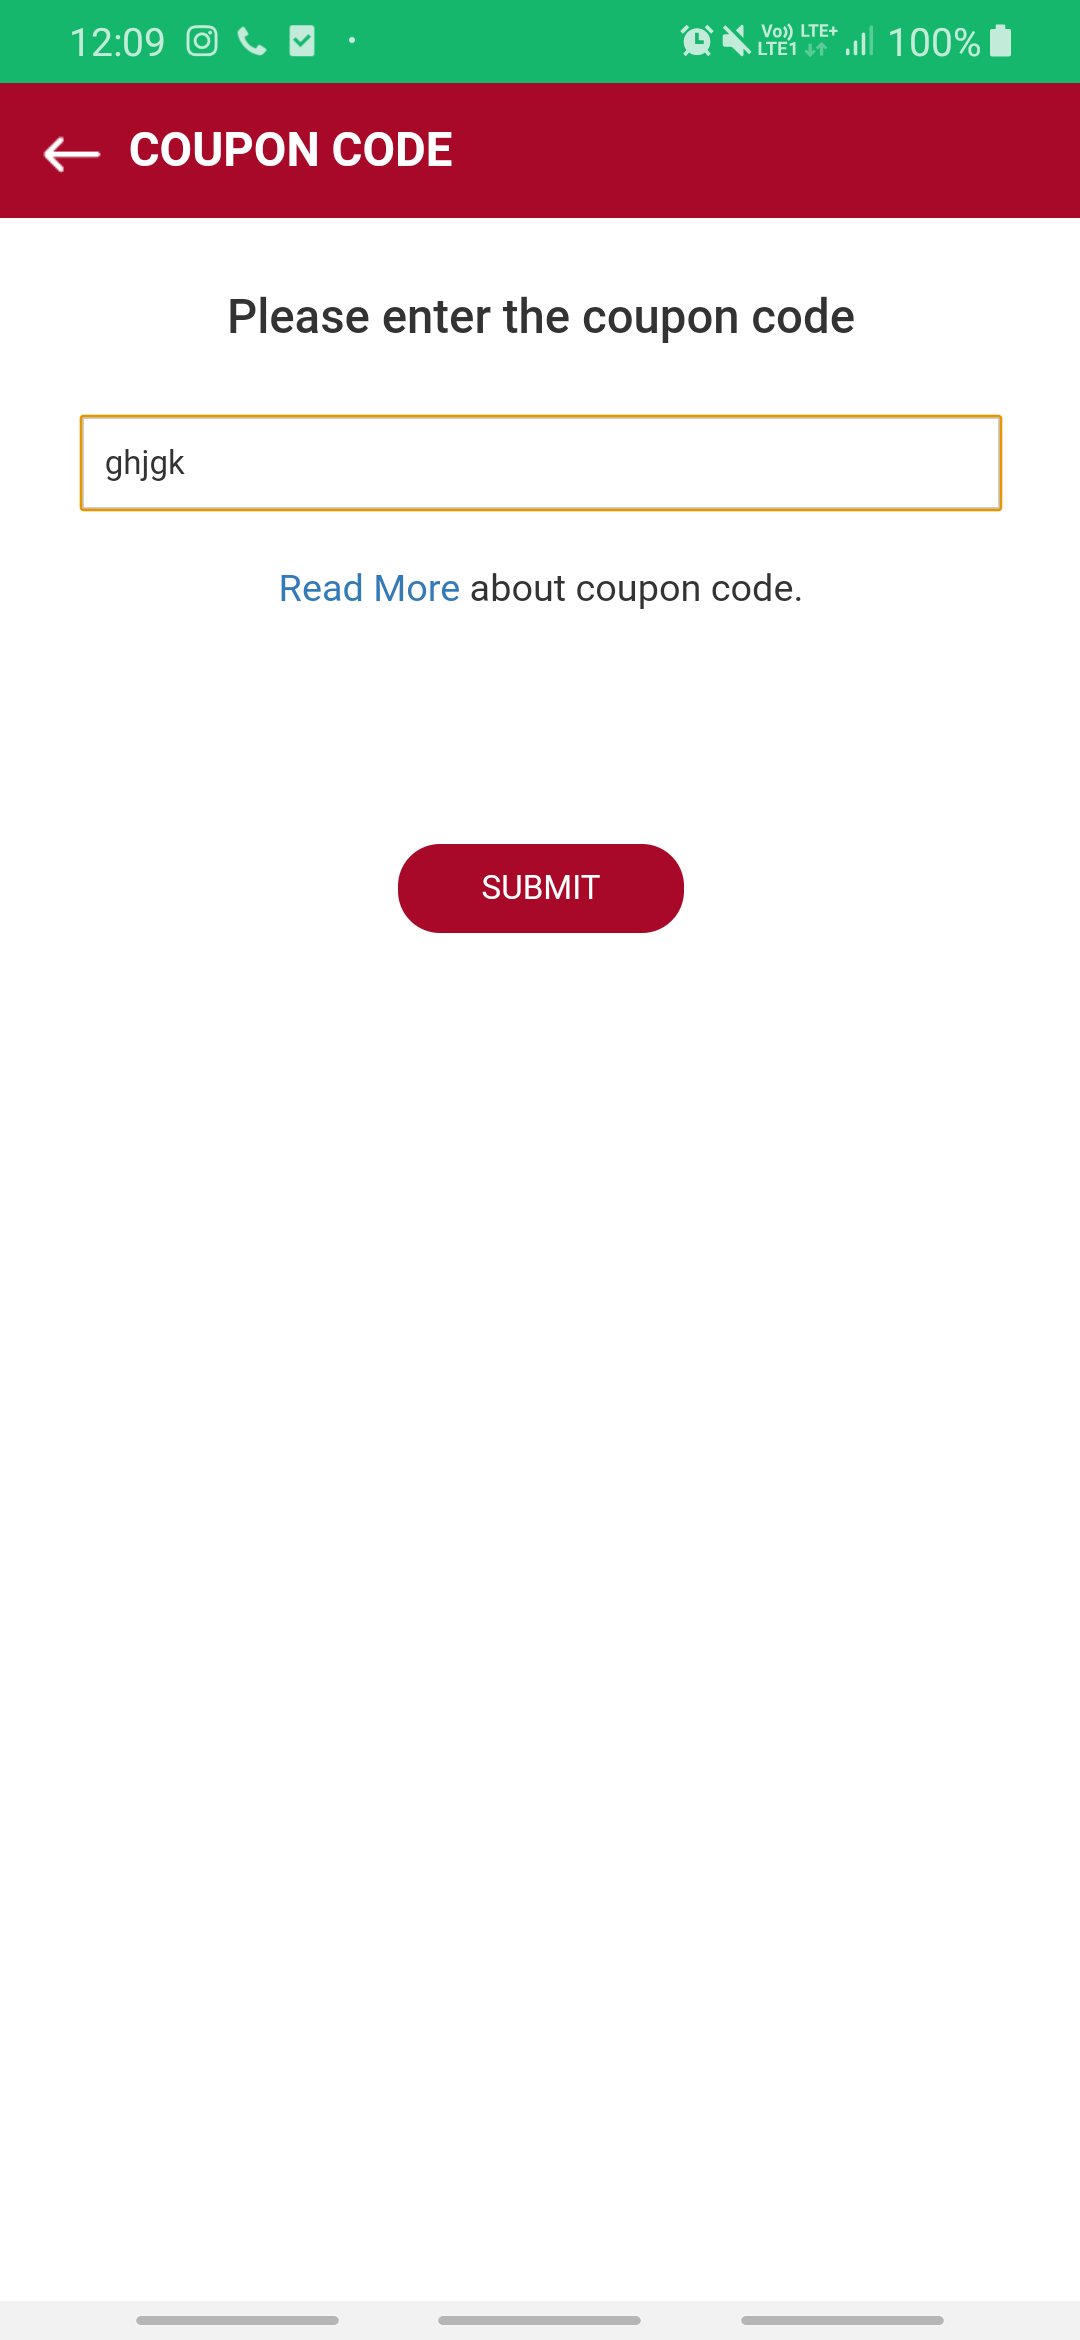 12:09 Vo)) LTE+ LTE1 100%
COUPON CODE
Please enter the coupon code
ghjgk
Read More about coupon code.
SUBMIT